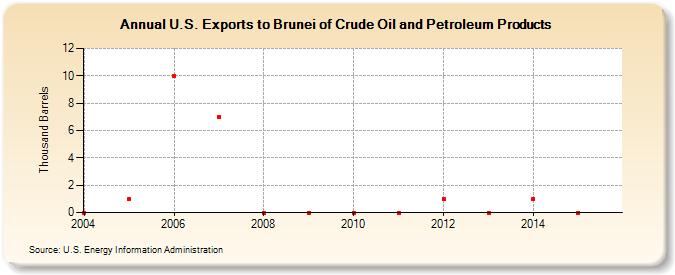 Annual U.S. Exports to Brunei of Crude Oil and Petroleum Products
Thousand Barrels
12
10
8
6
4
2
0
2004 2006 2008 2010 2012 2014
Source: U.S. Energy Information Administration